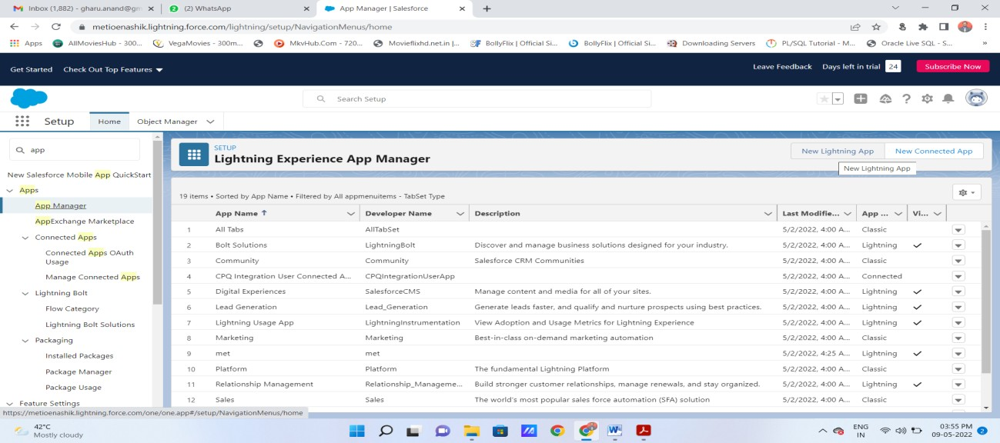 Inbox (1,882) - gharu.anand@gm
(2) WhatsApp
App Manager | Salesforce
metioenashik.lightning.force.com/lightning/setup/NavigationMenus/home
Apps
AllMoviesHub - 300...
VegaMovies - 300m...
MkvHub.Com - 720...
Movieflixhd.net.in |...
BollyFlix | Official Si...
BollyFlix | Official Si...
Downloading Servers
PL/SQL Tutorial - M...
Oracle Live SQL - S...
Get Started
Check Out Top Features
Leave Feedback
Days left in trial 24
Subscribe Now
Search Setup
Setup
Home
Object Manager
app
New Salesforce Mobile App QuickStart
Apps
App Manager
AppExchange Marketplace
Connected Apps
Connected Apps OAuth
Usage
Manage Connected Apps
Lightning Bolt
Flow Category
Lightning Bolt Solutions
Packaging
Installed Packages
Package Manager
Package Usage
Feature Settings
https://metioenashik.lightning.force.com/one/one.app#/setup/NavigationMenus/home
SETUP
Lightning Experience App Manager
New Lightning App
New Connected App
New Lightning App
19 items • Sorted by App Name • Filtered by All appmenuitems - TabSet Type
App Name ↑ Developer Name Description Last Modifie... App ... Vi...
1 All Tabs AllTabSet 5/2/2022, 4:00 A... Classic
2 Bolt Solutions LightningBolt Discover and manage business solutions designed for your industry. 5/2/2022, 4:00 A... Lightning ✓
3 Community Community Salesforce CRM Communities 5/2/2022, 4:00 A... Classic
4 CPQ Integration User Connected A... CPQIntegrationUserApp 5/2/2022, 4:00 A... Connected
5 Digital Experiences SalesforceCMS Manage content and media for all of your sites. 5/2/2022, 4:00 A... Lightning ✓
6 Lead Generation Lead_Generation Generate leads faster, and qualify and nurture prospects using best practices. 5/2/2022, 4:00 A... Lightning ✓
7 Lightning Usage App LightningInstrumentation View Adoption and Usage Metrics for Lightning Experience 5/2/2022, 4:00 A... Lightning ✓
8 Marketing Marketing Best-in-class on-demand marketing automation 5/2/2022, 4:00 A... Classic
9 met met 5/2/2022, 4:25 A... Lightning ✓
10 Platform Platform The fundamental Lightning Platform 5/2/2022, 4:00 A... Classic
11 Relationship Management Relationship_Manageme... Build stronger customer relationships, manage renewals, and stay organized. 5/2/2022, 4:00 A... Lightning ✓
12 Sales Sales The world's most popular sales force automation (SFA) solution 5/2/2022, 4:00 A... Classic
42°C
Mostly cloudy
ENG
IN
03:55 PM
09-05-2022
2